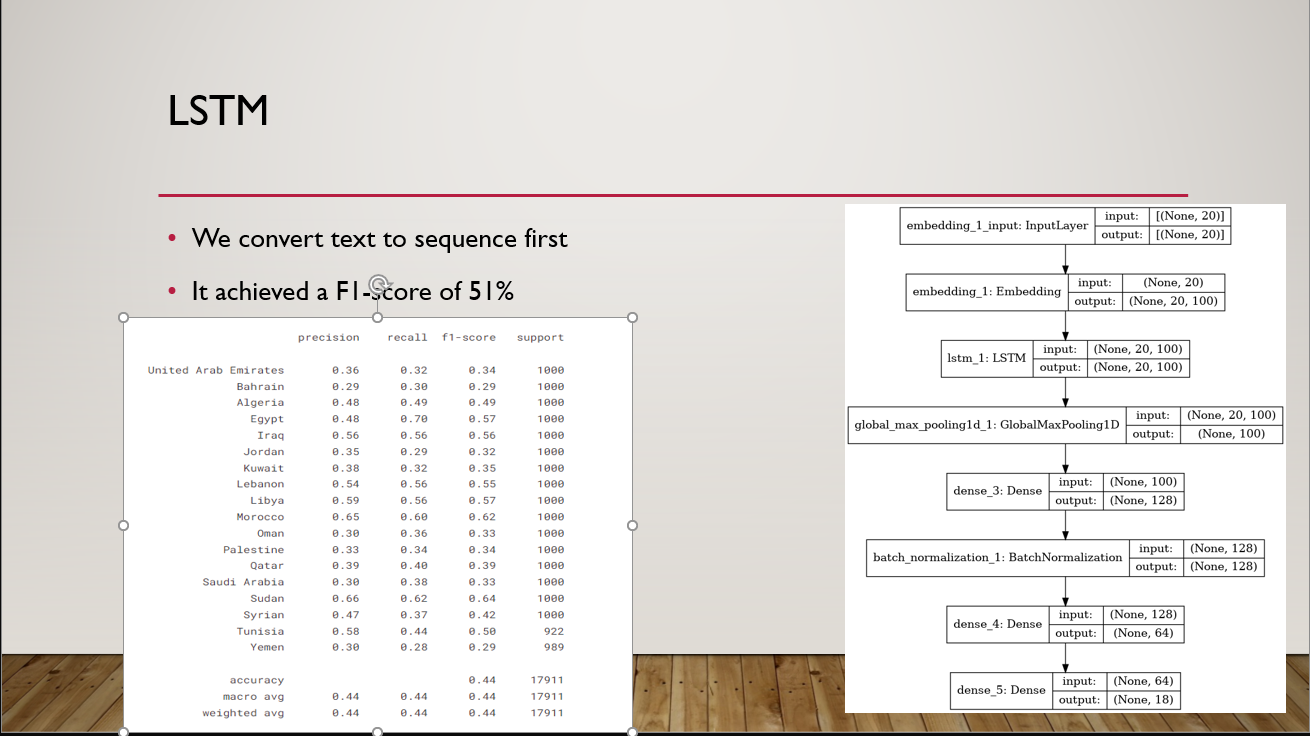 LSTM
• We convert text to sequence first
• It achieved a F1-score of 51%
precision recall f1-score support
United Arab Emirates 0.36 0.32 0.34 1000
Bahrain 0.29 0.30 0.29 1000
Algeria 0.48 0.49 0.49 1000
Egypt 0.48 0.70 0.57 1000
Iraq 0.56 0.56 0.56 1000
Jordan 0.35 0.29 0.32 1000
Kuwait 0.38 0.32 0.35 1000
Lebanon 0.54 0.56 0.55 1000
Libya 0.59 0.56 0.57 1000
Morocco 0.65 0.60 0.62 1000
Oman 0.30 0.36 0.33 1000
Palestine 0.33 0.34 0.34 1000
Qatar 0.39 0.40 0.39 1000
Saudi Arabia 0.30 0.38 0.33 1000
Sudan 0.66 0.62 0.64 1000
Syrian 0.47 0.37 0.42 1000
Tunisia 0.58 0.44 0.50 922
Yemen 0.30 0.28 0.29 989
accuracy 0.44 17911
macro avg 0.44 0.44 0.44 17911
weighted avg 0.44 0.44 0.44 17911
embedding_1_input: InputLayer
input: [(None, 20)]
output: [(None, 20)]
embedding_1: Embedding
input: (None, 20)
output: (None, 20, 100)
lstm_1: LSTM
input: (None, 20, 100)
output: (None, 20, 100)
global_max_pooling1d_1: GlobalMaxPooling1D
input: (None, 20, 100)
output: (None, 100)
dense_3: Dense
input: (None, 100)
output: (None, 128)
batch_normalization_1: BatchNormalization
input: (None, 128)
output: (None, 128)
dense_4: Dense
input: (None, 128)
output: (None, 64)
dense_5: Dense
input: (None, 64)
output: (None, 18)